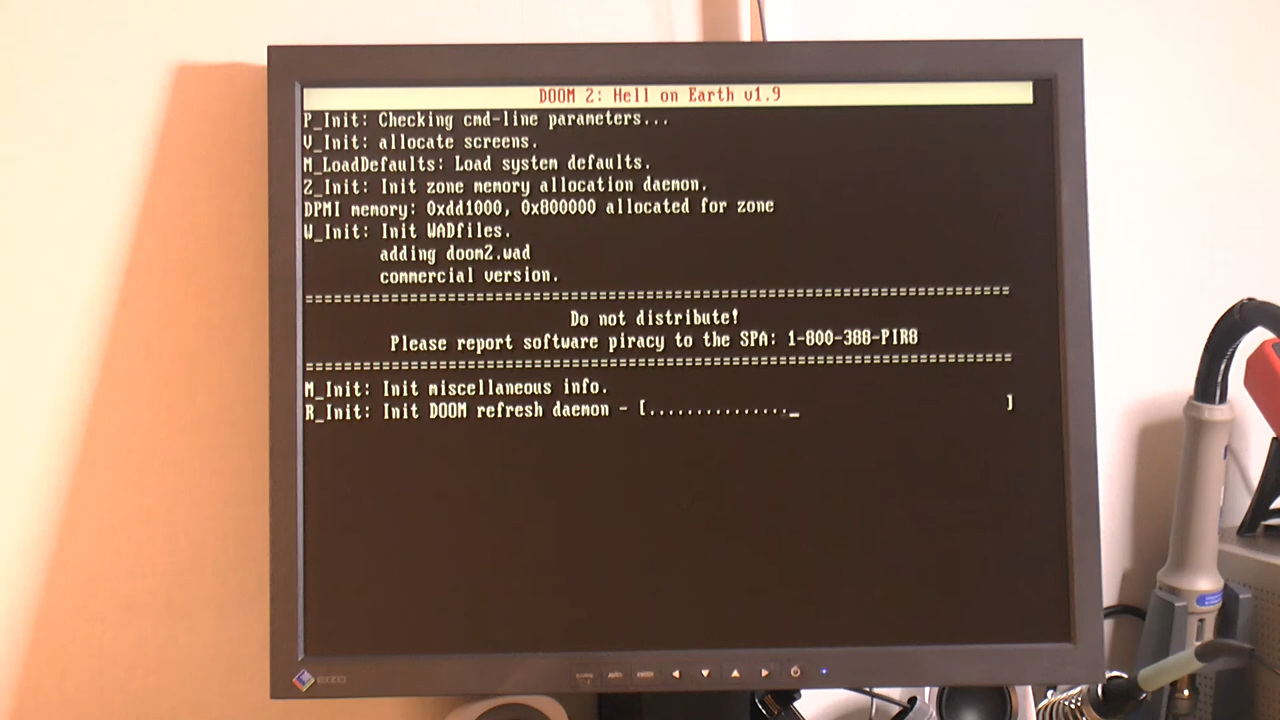 DOOM 2: Hell on Earth v1.9
P_Init: Checking cmd-line parameters...
V_Init: allocate screens.
M_LoadDefaults: Load system defaults.
Z_Init: Init zone memory allocation daemon.
DPMI memory: 0xdd1000, 0x800000 allocated for zone
W_Init: Init WADfiles.
adding doom2.wad
commercial version.
===========================================================================
Do not distribute!
Please report software piracy to the SPA: 1-800-388-PIR8
===========================================================================
M_Init: Init miscellaneous info.
R_Init: Init DOOM refresh daemon - [..............._ ]
EIZO
AUTO
ENTER